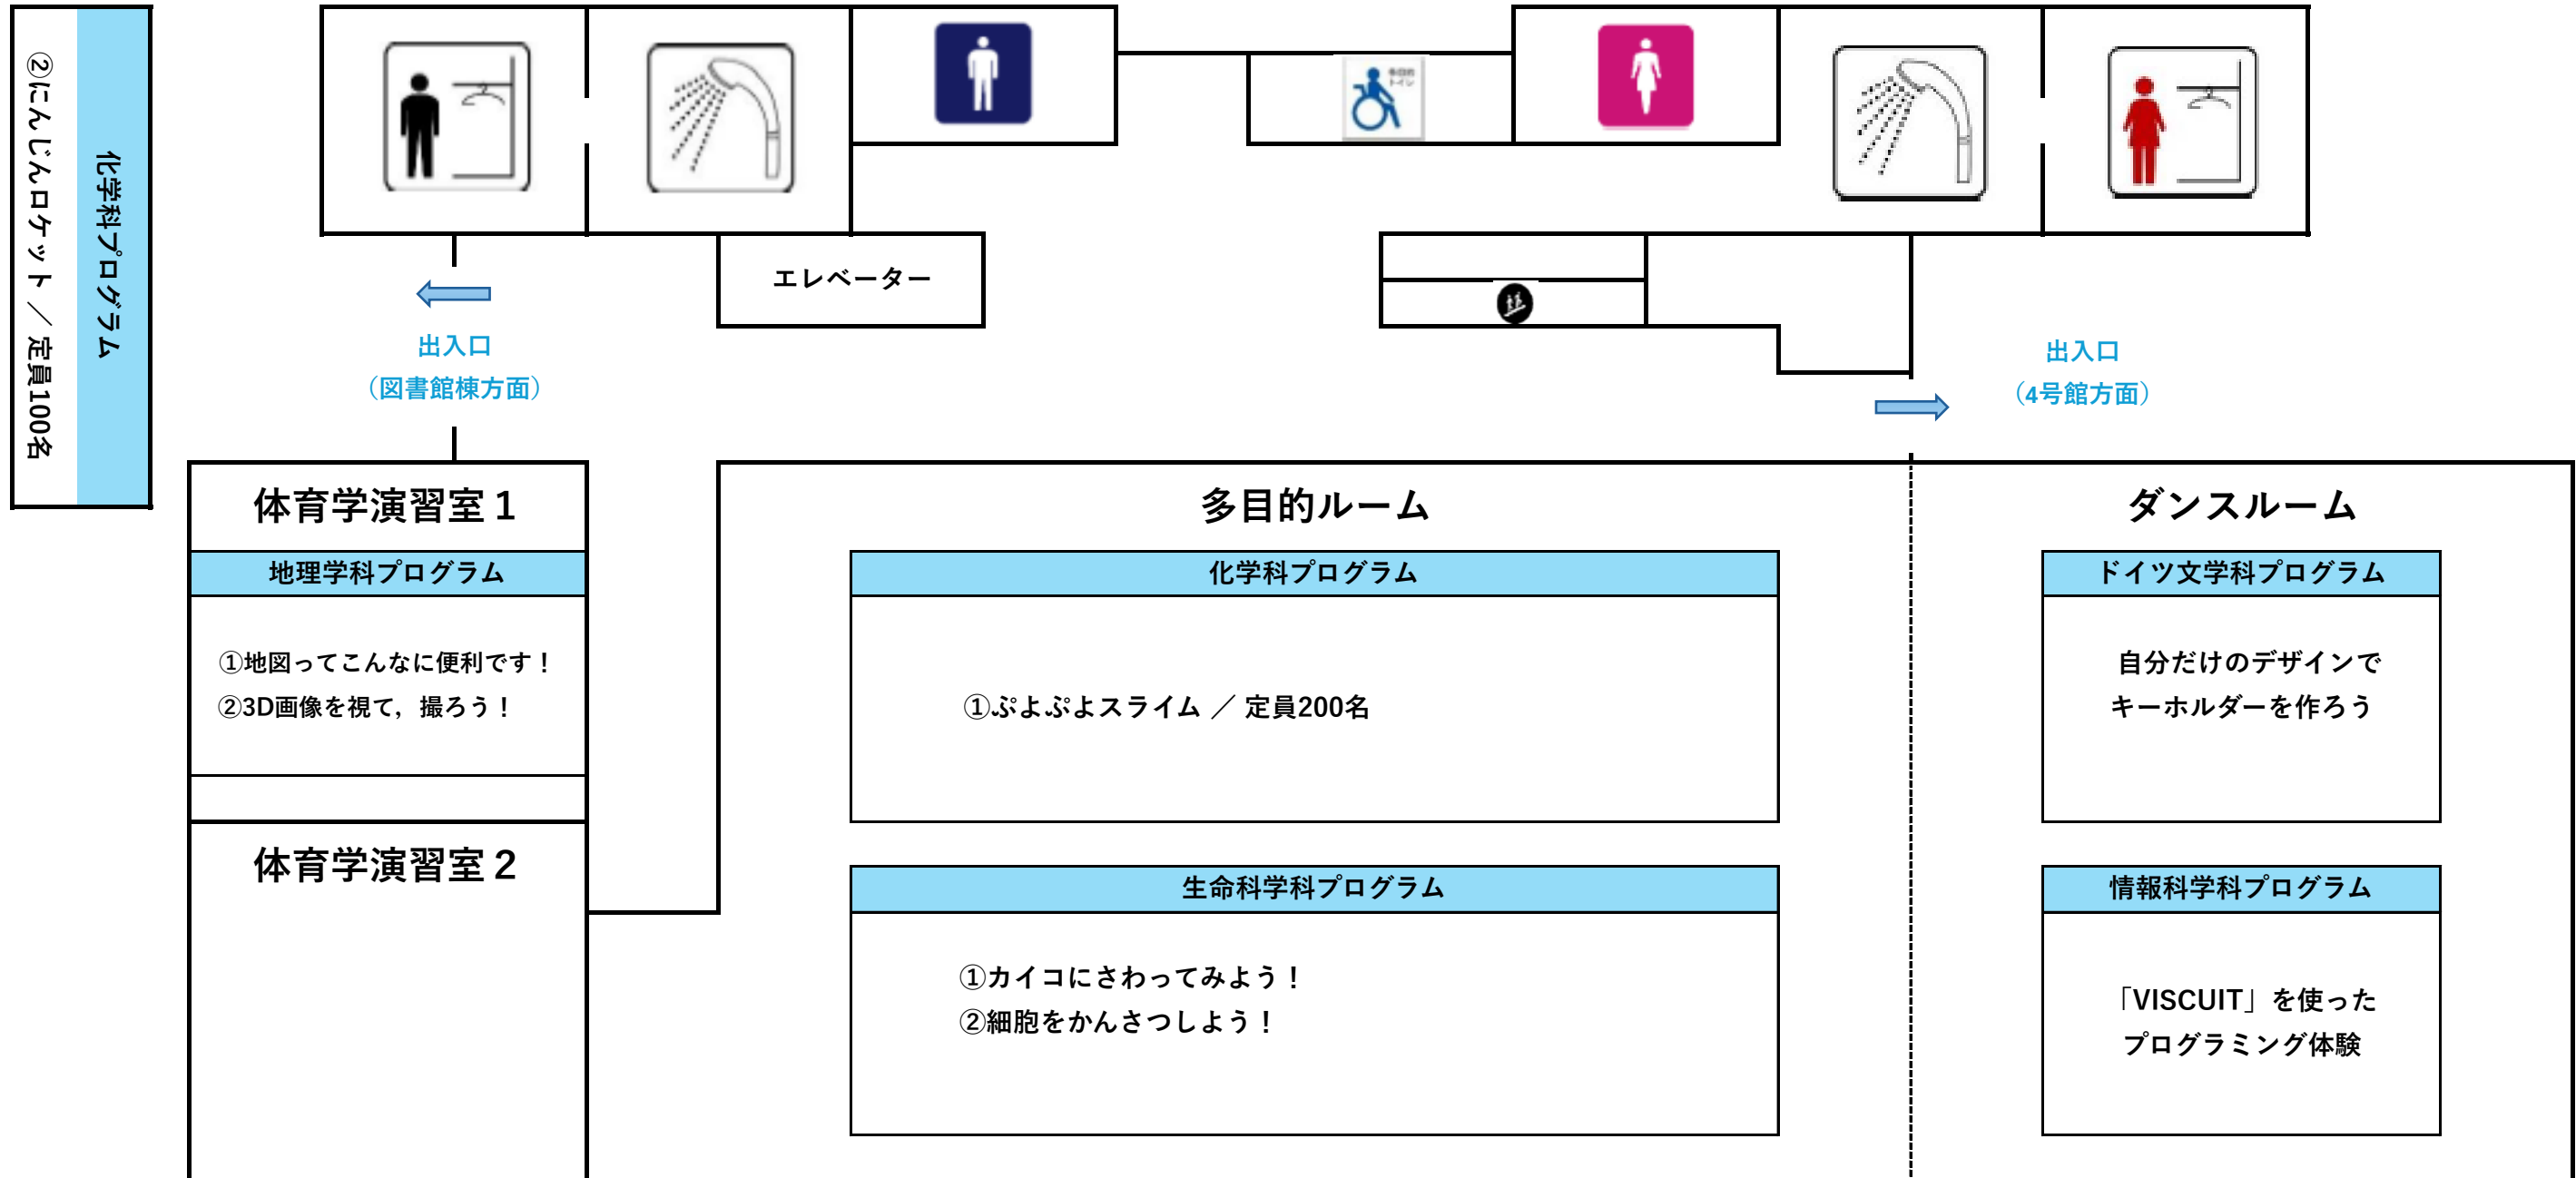 化学科プログラム
②にんじんロケット ／ 定員100名
多目的
トイレ
エレベーター
出入口
（図書館棟方面）
出入口
（4号館方面）
体育学演習室１
地理学科プログラム
①地図ってこんなに便利です！
②3D画像を視て，撮ろう！
体育学演習室２
多目的ルーム
化学科プログラム
①ぷよぷよスライム ／ 定員200名
生命科学科プログラム
①カイコにさわってみよう！
②細胞をかんさつしよう！
ダンスルーム
ドイツ文学科プログラム
自分だけのデザインで
キーホルダーを作ろう
情報科学科プログラム
「VISCUIT」を使った
プログラミング体験